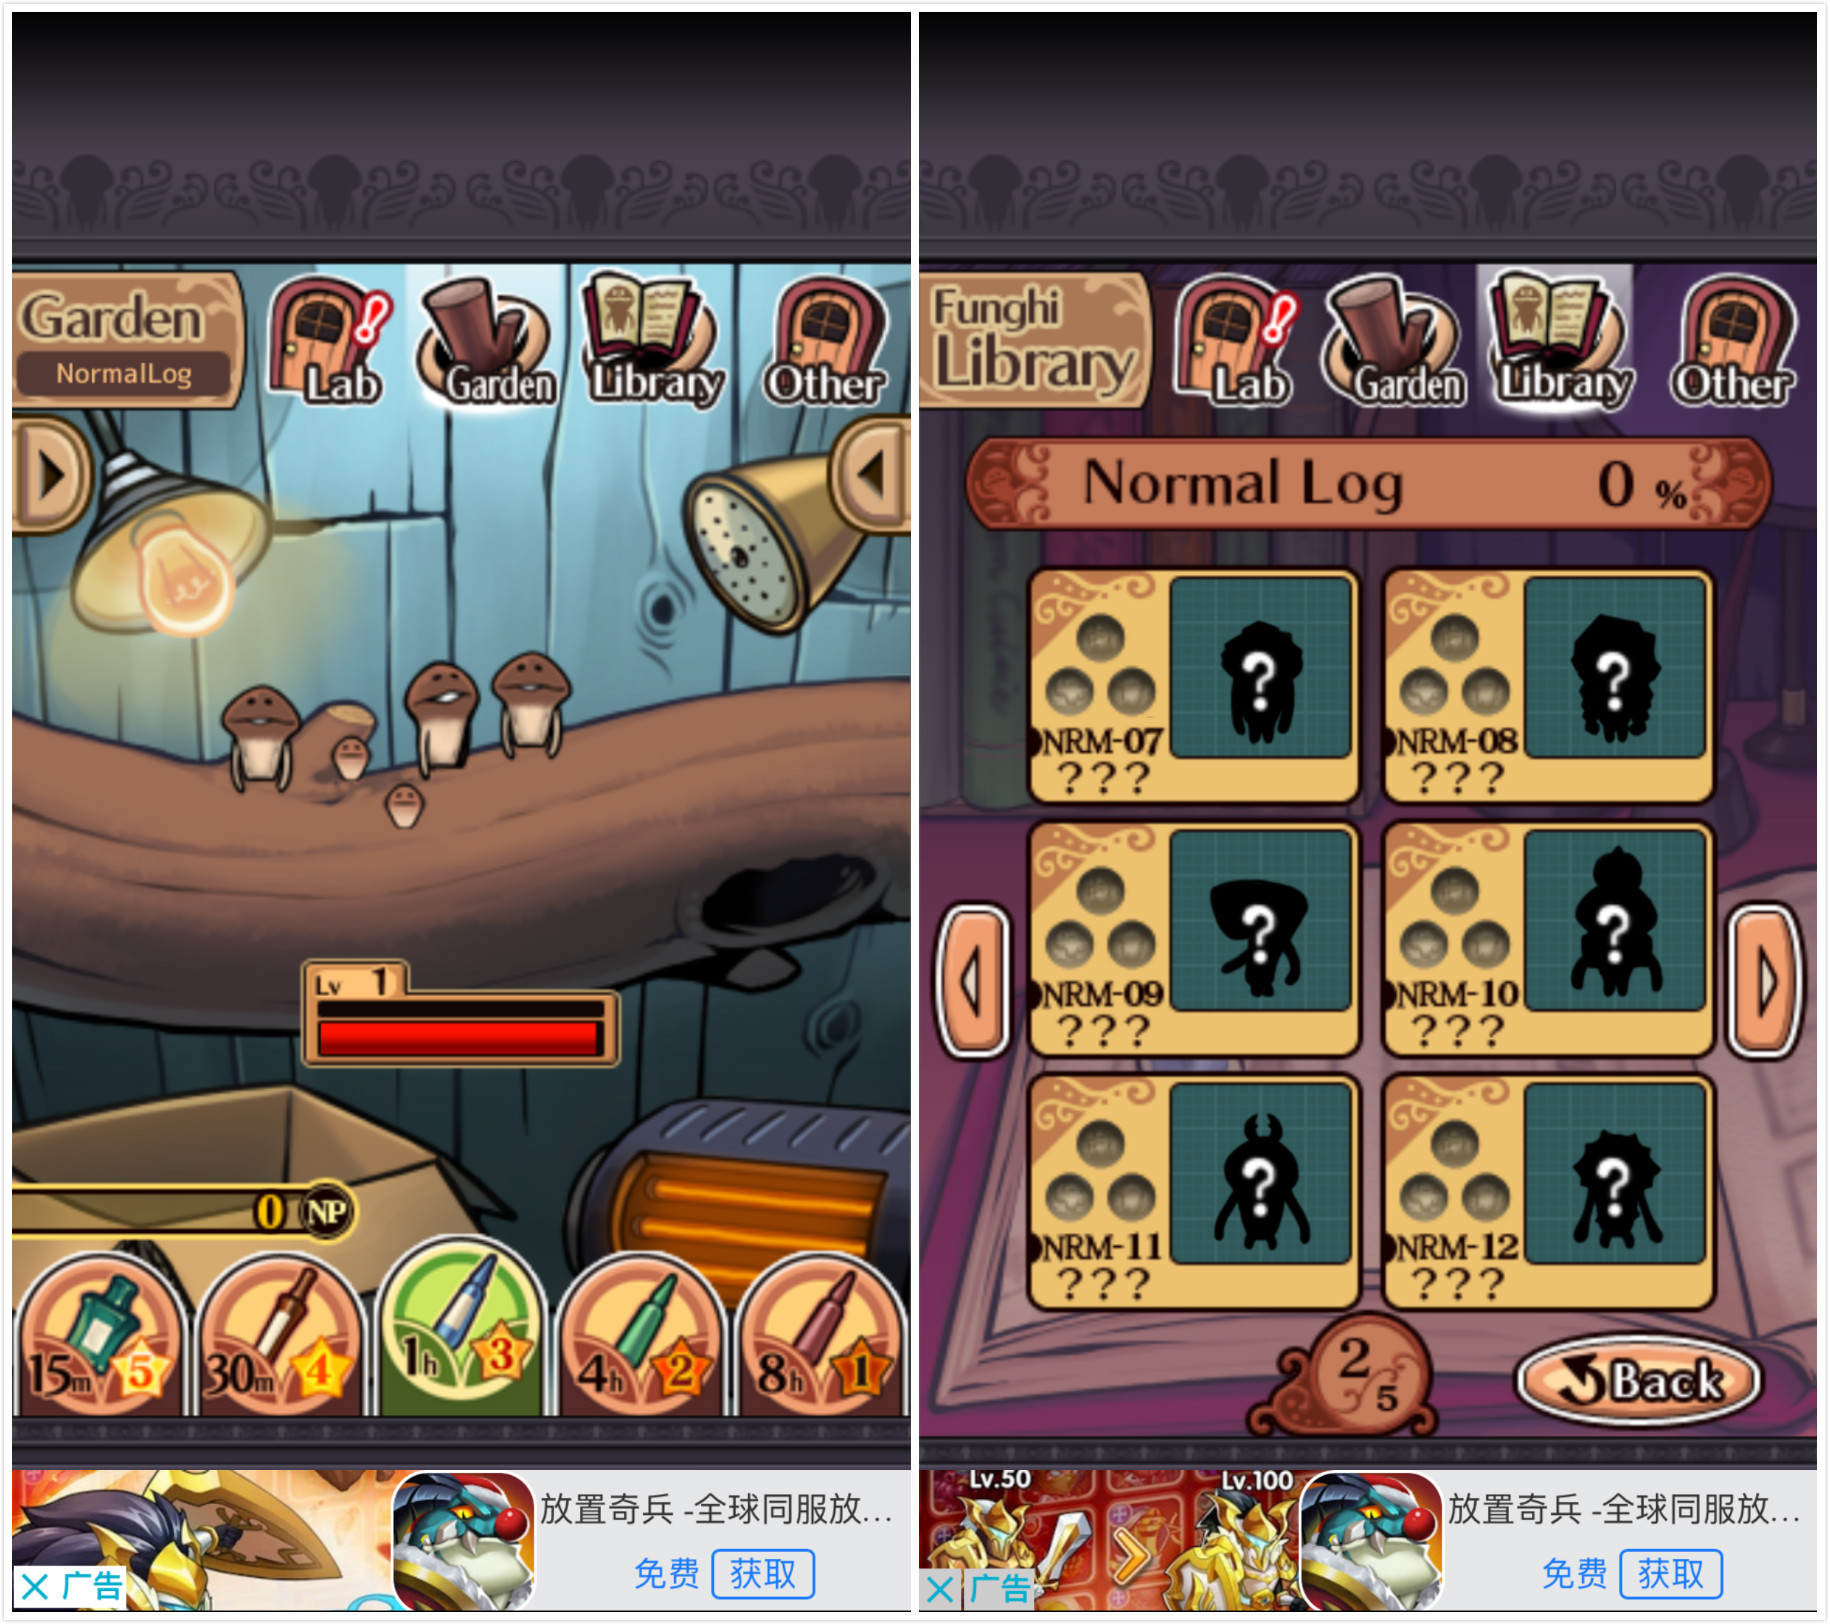 Garden
NormalLog
Lab
Garden
Library
Other
Lv 1
0 NP
15m 5
30m 4
1h 3
4h 2
8h 1
放置奇兵 -全球同服放...
免费 获取
× 广告
Funghi
Library
Lab
Garden
Library
Other
Normal Log 0 %
?
NRM-07
???
?
NRM-08
???
?
NRM-09
???
?
NRM-10
???
?
NRM-11
???
?
NRM-12
???
2
5
Back
Lv.50 Lv.100
放置奇兵 -全球同服放...
免费 获取
× 广告